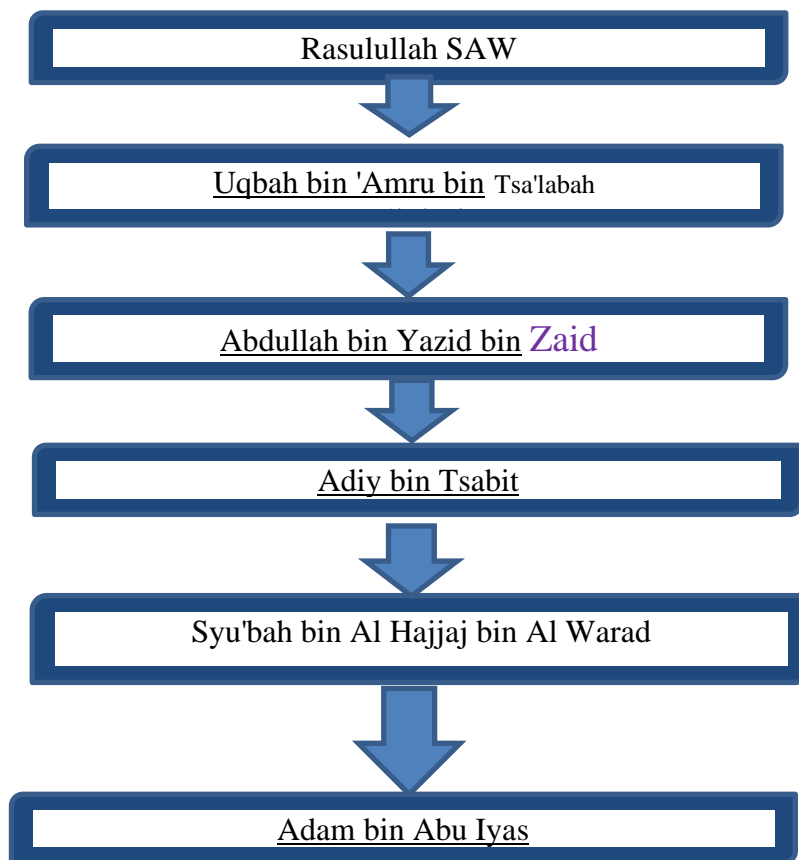 Rasulullah SAW
Uqbah bin 'Amru bin Tsa'labah
Abdullah bin Yazid bin Zaid
Adiy bin Tsabit
Syu'bah bin Al Hajjaj bin Al Warad
Adam bin Abu Iyas